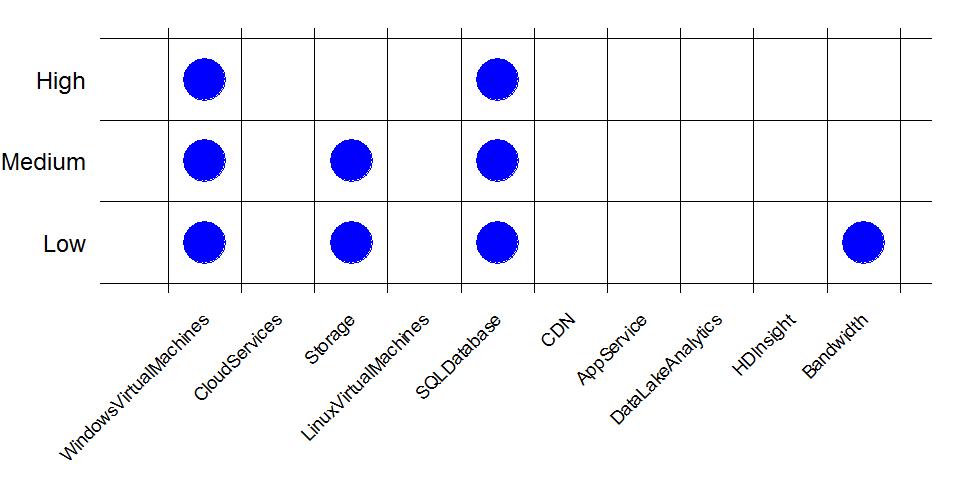 High
Medium
Low
WindowsVirtualMachines
CloudServices
Storage
LinuxVirtualMachines
SQLDatabase
CDN
AppService
DataLakeAnalytics
HDInsight
Bandwidth